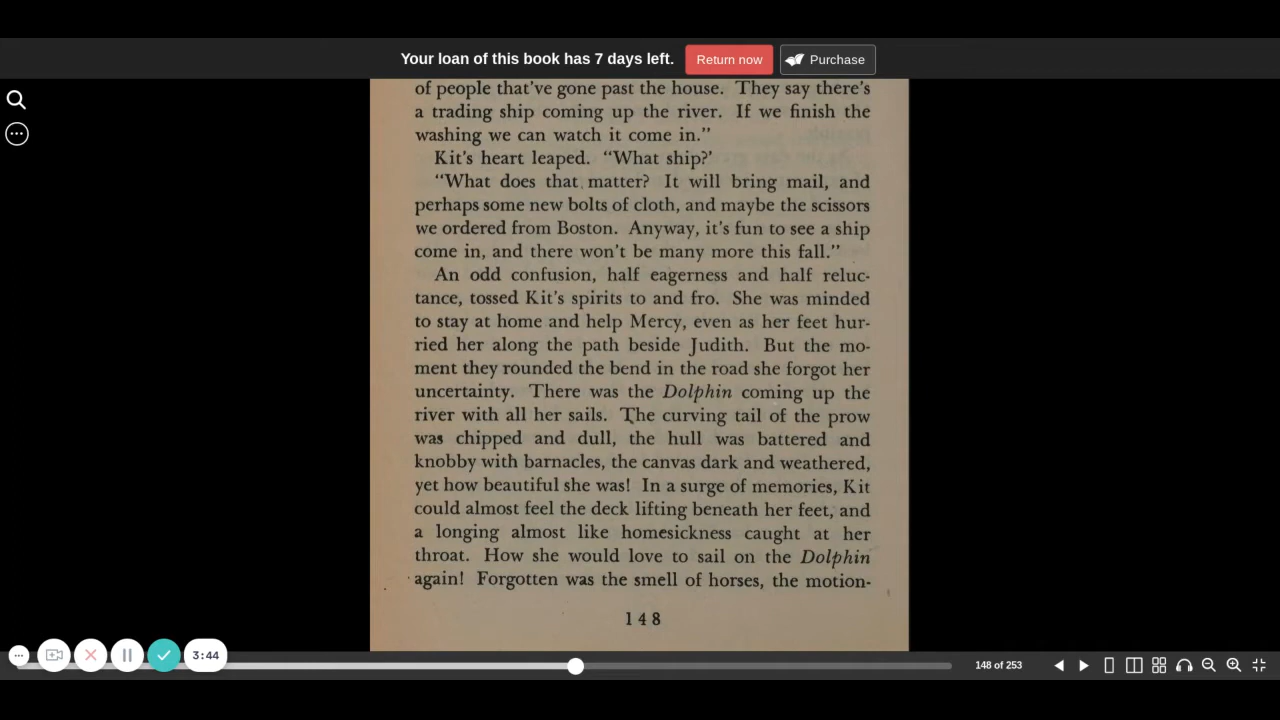 Your loan of this book has 7 days left. Return now Purchase
of people that've gone past the house. They say there's
a trading ship coming up the river. If we finish the
washing we can watch it come in."
Kit's heart leaped. "What ship?'
"What does that matter? It will bring mail, and
perhaps some new bolts of cloth, and maybe the scissors
we ordered from Boston. Anyway, it's fun to see a ship
come in, and there won't be many more this fall."
An odd confusion, half eagerness and half reluc-
tance, tossed Kit's spirits to and fro. She was minded
to stay at home and help Mercy, even as her feet hur-
ried her along the path beside Judith. But the mo-
ment they rounded the bend in the road she forgot her
uncertainty. There was the Dolphin coming up the
river with all her sails. The curving tail of the prow
was chipped and dull, the hull was battered and
knobby with barnacles, the canvas dark and weathered,
yet how beautiful she was! In a surge of memories, Kit
could almost feel the deck lifting beneath her feet, and
a longing almost like homesickness caught at her
throat. How she would love to sail on the Dolphin
again! Forgotten was the smell of horses, the motion-
148
3:44
148 of 253